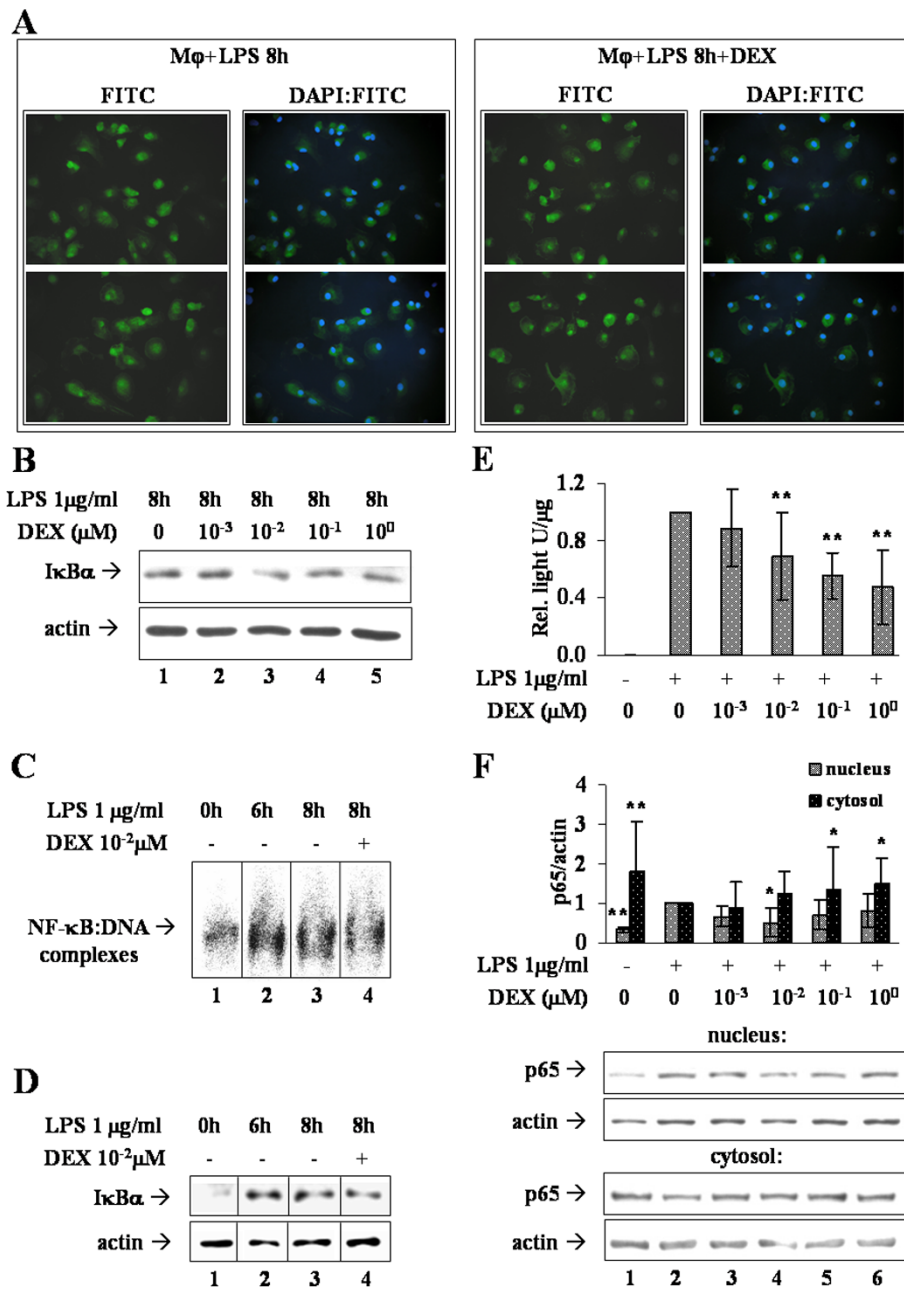 A
Mφ+LPS 8h
FITC DAPI:FITC
Mφ+LPS 8h+DEX
FITC DAPI:FITC
B
LPS 1μg/ml 8h 8h 8h 8h 8h
DEX (μM) 0 10⁻³ 10⁻² 10⁻¹ 10▯
IκBα →
actin →
1 2 3 4 5
C
LPS 1 μg/ml 0h 6h 8h 8h
DEX 10⁻²μM - - - +
NF-κB:DNA →
complexes
1 2 3 4
D
LPS 1 μg/ml 0h 6h 8h 8h
DEX 10⁻²μM - - - +
IκBα →
actin →
1 2 3 4
E
Rel. light U/μg
1.2
0.8
0.4
0.0
** ** **
LPS 1μg/ml - + + + + +
DEX (μM) 0 0 10⁻³ 10⁻² 10⁻¹ 10▯
F
nucleus
cytosol
p65/actin
4
3
2
1
0
** ** * * *
LPS 1μg/ml - + + + + +
DEX (μM) 0 0 10⁻³ 10⁻² 10⁻¹ 10▯
nucleus:
p65 →
actin →
cytosol:
p65 →
actin →
1 2 3 4 5 6